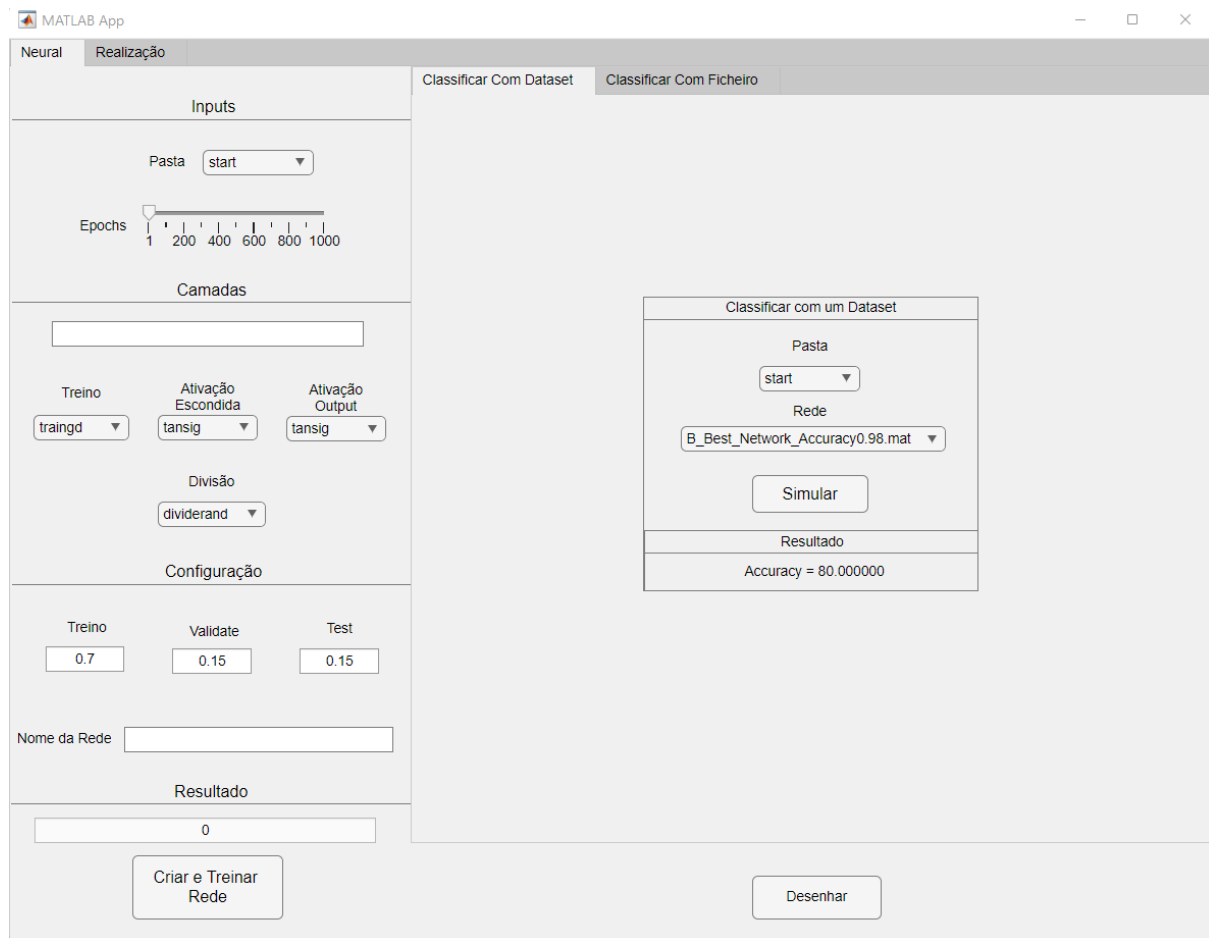 MATLAB App
Neural Realização
Inputs
Pasta start
Epochs
1 200 400 600 800 1000
Camadas
Treino
Ativação
Escondida
Ativação
Output
traingd tansig tansig
Divisão
dividerand
Configuração
Treino Validate Test
0.7 0.15 0.15
Nome da Rede
Resultado
0
Criar e Treinar
Rede
Classificar Com Dataset Classificar Com Ficheiro
Classificar com um Dataset
Pasta
start
Rede
B_Best_Network_Accuracy0.98.mat
Simular
Resultado
Accuracy = 80.000000
Desenhar